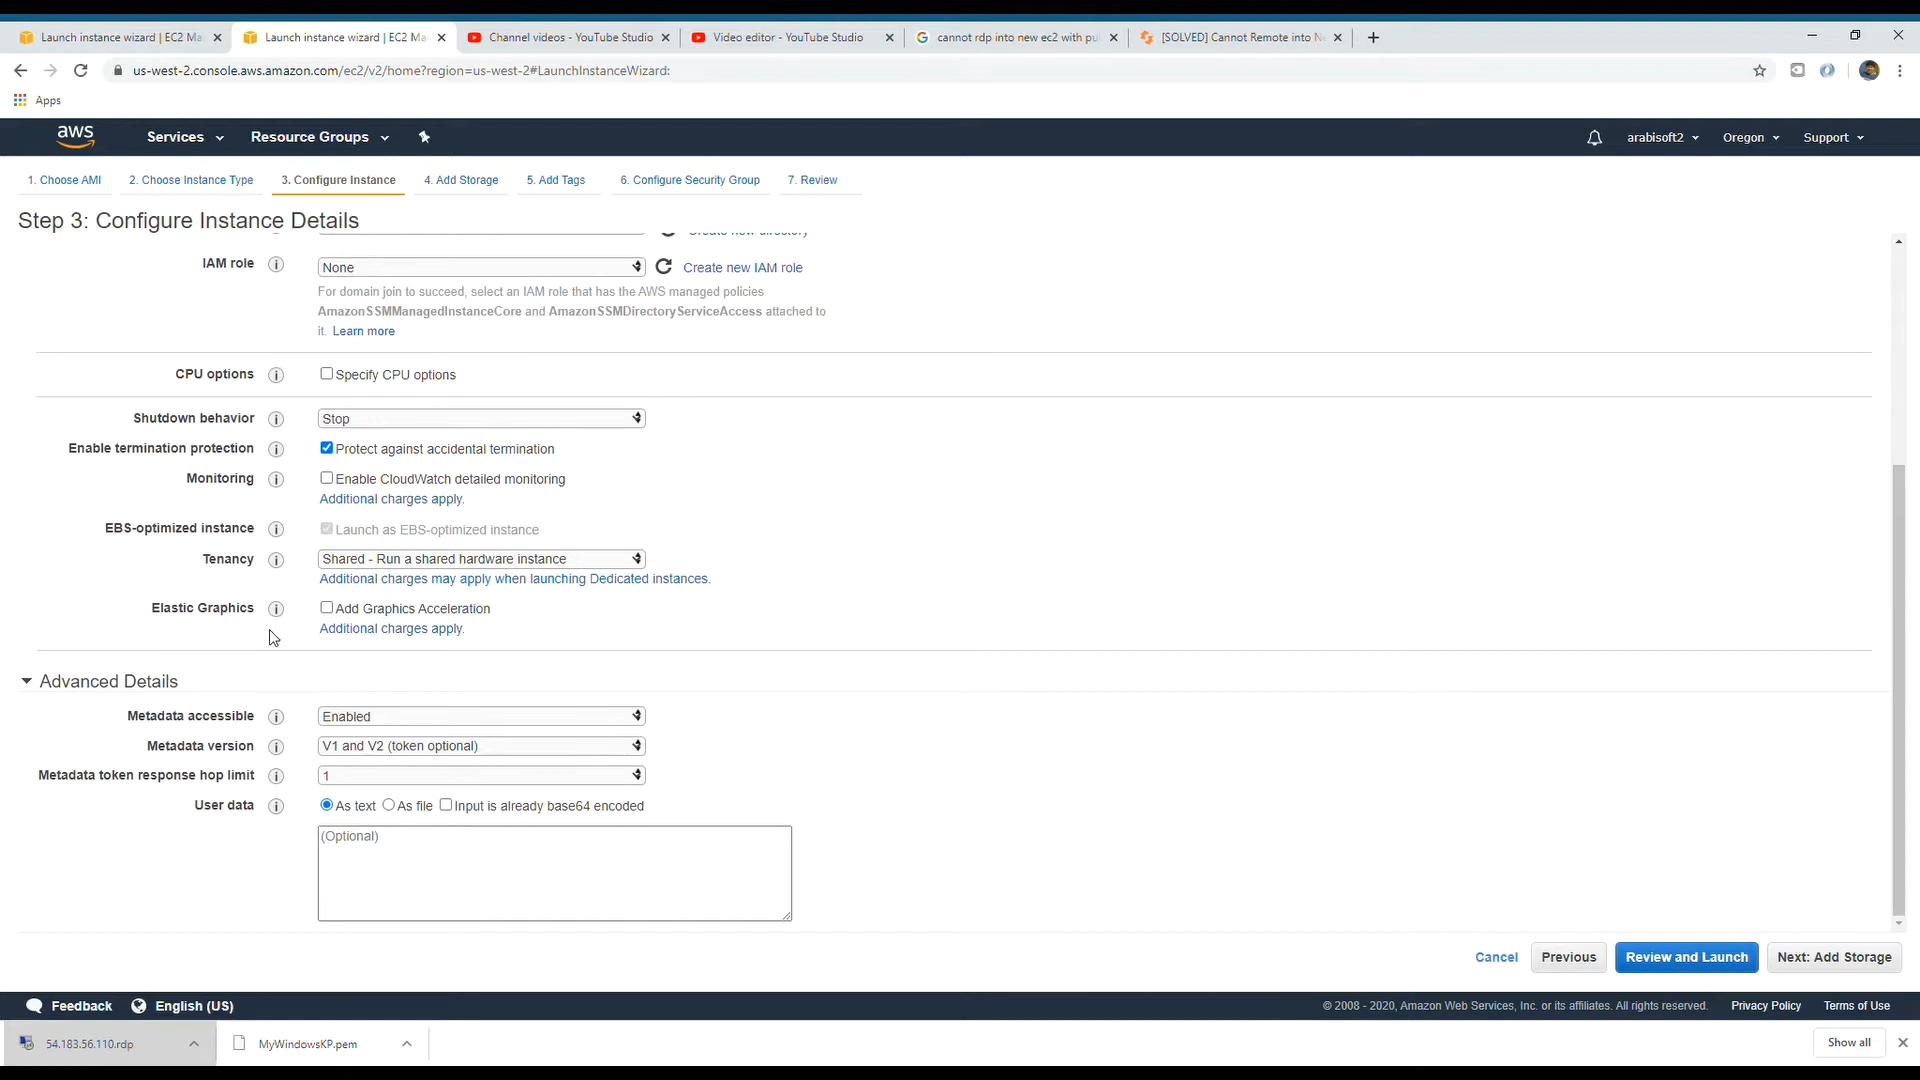 Launch instance wizard | EC2 Ma
Launch instance wizard | EC2 Ma
Channel videos - YouTube Studio
Video editor - YouTube Studio
cannot rdp into new ec2 with pu
[SOLVED] Cannot Remote into N
us-west-2.console.aws.amazon.com/ec2/v2/home?region=us-west-2#LaunchInstanceWizard:
Apps
aws
Services
Resource Groups
arabisoft2
Oregon
Support
1. Choose AMI
2. Choose Instance Type
3. Configure Instance
4. Add Storage
5. Add Tags
6. Configure Security Group
7. Review
Step 3: Configure Instance Details
Create new directory
IAM role
None
Create new IAM role
For domain join to succeed, select an IAM role that has the AWS managed policies
AmazonSSMManagedInstanceCore and AmazonSSMDirectoryServiceAccess attached to
it. Learn more
CPU options
Specify CPU options
Shutdown behavior
Stop
Enable termination protection
Protect against accidental termination
Monitoring
Enable CloudWatch detailed monitoring
Additional charges apply.
EBS-optimized instance
Launch as EBS-optimized instance
Tenancy
Shared - Run a shared hardware instance
Additional charges may apply when launching Dedicated instances.
Elastic Graphics
Add Graphics Acceleration
Additional charges apply.
Advanced Details
Metadata accessible
Enabled
Metadata version
V1 and V2 (token optional)
Metadata token response hop limit
1
User data
As text
As file
Input is already base64 encoded
(Optional)
Cancel
Previous
Review and Launch
Next: Add Storage
Feedback
English (US)
© 2008 - 2020, Amazon Web Services, Inc. or its affiliates. All rights reserved.
Privacy Policy
Terms of Use
54.183.56.110.rdp
MyWindowsKP.pem
Show all